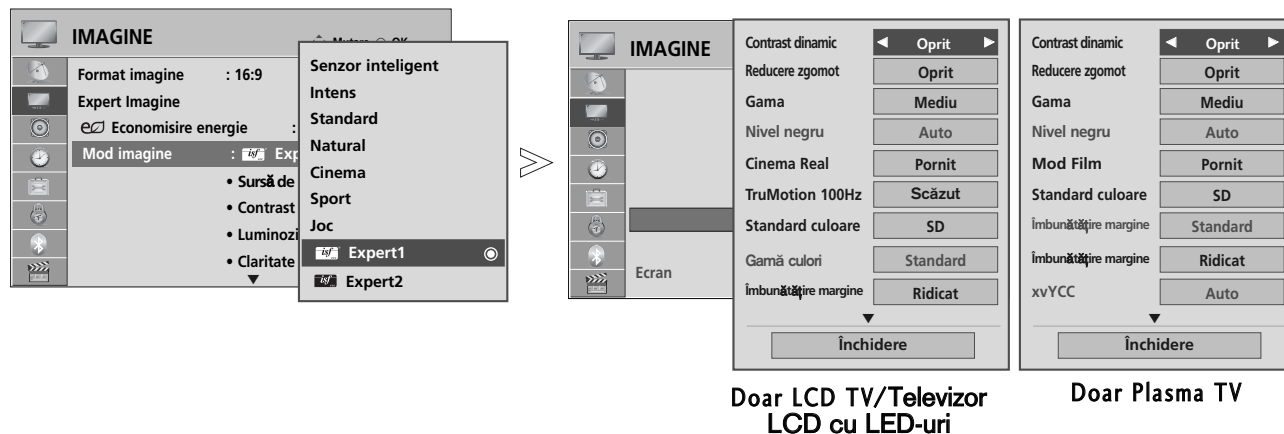 IMAGINE
OK
Format imagine : 16:9
Expert Imagine
Economisire energie :
Mod imagine :
• Sursă de
• Contrast
•
•
Claritate
▼
Senzor inteligent
Intens
Standard
Natural
Cinema
Sport
Joc
isf Expert1
isf Expert2
IMAGINE
Ecran
Contrast dinamic ◄ Oprit ►
Reducere zgomot Oprit
Gama Mediu
Nivel negru Auto
Cinema Real Pornit
TruMotion 100Hz Scăzut
Standard culoare SD
Gamă culori Standard
Îmbunătăţire margine Ridicat
▼
Închidere
Doar LCD TV/Televizor
LCD cu LED-uri
Contrast dinamic ◄ Oprit ►
Reducere zgomot Oprit
Gama Mediu
Nivel negru Auto
Mod Film Pornit
Standard culoare SD
Îmbunătăţire margine Standard
Îmbunătăţire margine Ridicat
xvYCC Auto
▼
Închidere
Doar Plasma TV